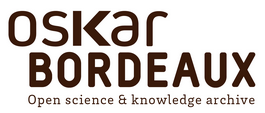 osKar
BORDEAUX
Open science & knowledge archive